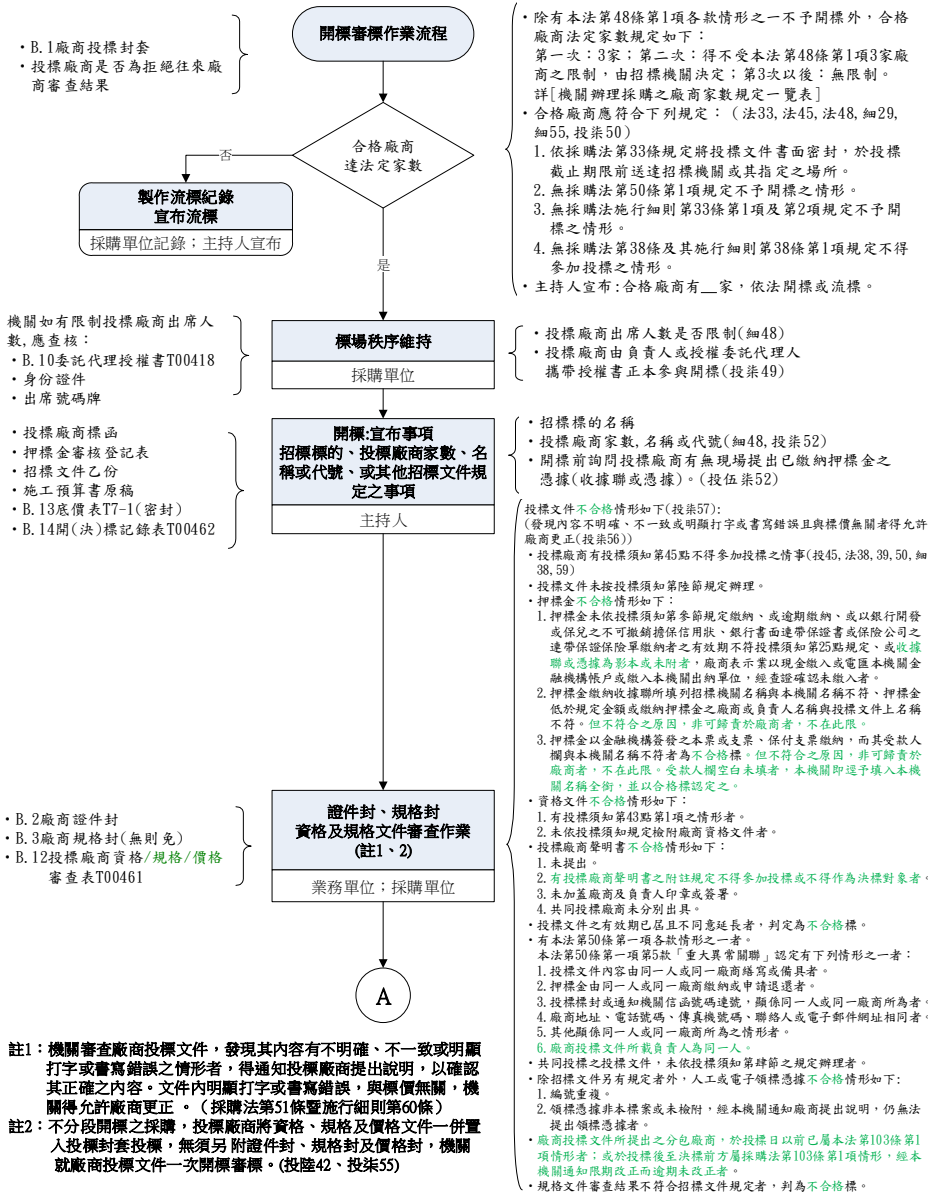 開標審標作業流程
・B.1廠商投標封套
・投標廠商是否為拒絕往來廠
商審查結果
合格廠商
達法定家數
否
製作流標紀錄
宣布流標
採購單位記錄；主持人宣布
是
・除有本法第48條第1項各款情形之一不予開標外，合格
廠商法定家數規定如下：
第一次：3家；第二次：得不受本法第48條第1項3家廠
商之限制，由招標機關決定；第3次以後：無限制。
詳[機關辦理採購之廠商家數規定一覽表]
・合格廠商應符合下列規定：（法33,法45,法48,細29,
細55,投柒50)
1.依採購法第33條規定將投標文件書面密封，於投標
截止期限前送達招標機關或其指定之場所。
2.無採購法第50條第1項規定不予開標之情形。
3.無採購法施行細則第33條第1項及第2項規定不予開
標之情形。
4.無採購法第38條及其施行細則第38條第1項規定不得
參加投標之情形。
・主持人宣布:合格廠商有__家，依法開標或流標。
機關如有限制投標廠商出席人
數,應查核：
・B.10委託代理授權書T00418
・身份證件
・出席號碼牌
標場秩序維持
採購單位
・投標廠商出席人數是否限制(細48)
・投標廠商由負責人或授權委託代理人
攜帶授權書正本參與開標(投柒49)
・投標廠商標函
・押標金審核登記表
・招標文件乙份
・施工預算書原稿
・B.13底價表T7-1(密封)
・B.14開(決)標記錄表T00462
開標:宣布事項
招標標的、投標廠商家數、名
稱或代號、或其他招標文件規
定之事項
主持人
・招標標的名稱
・投標廠商家數,名稱或代號(細48,投柒52)
・開標前詢問投標廠商有無現場提出已繳納押標金之
憑據(收據聯或憑據)。(投伍柒52)
・B.2廠商證件封
・B.3廠商規格封(無則免)
・B.12投標廠商資格/規格/價格
審查表T00461
證件封、規格封
資格及規格文件審查作業
(註1、2)
業務單位；採購單位
A
投標文件不合格情形如下(投柒57):
(發現內容不明確、不一致或明顯打字或書寫錯誤且與標價無關者得允許
廠商更正(投柒56))
・投標廠商有投標須知第45點不得參加投標之情事(投45,法38,39,50,細
38,59)
・投標文件未按投標須知第陸節規定辦理。
・押標金不合格情形如下：
1.押標金未依投標須知第參節規定繳納、或逾期繳納、或以銀行開發
或保兌之不可撤銷擔保信用狀、銀行書面連帶保證書或保險公司之
連帶保證保險單繳納者之有效期不符投標須知第25點規定、或收據
聯或憑據為影本或未附者，廠商表示業以現金繳入或電匯本機關金
融機構帳戶或繳入本機關出納單位，經查證確認未繳入者。
2.押標金繳納收據聯所填列招標機關名稱與本機關名稱不符、押標金
低於規定金額或繳納押標金之廠商或負責人名稱與投標文件上名稱
不符。但不符合之原因，非可歸責於廠商者，不在此限。
3.押標金以金融機構簽發之本票或支票、保付支票繳納，而其受款人
欄與本機關名稱不符者為不合格標。但不符合之原因，非可歸責於
廠商者，不在此限。受款人欄空白未填者，本機關即逕予填入本機
關名稱全銜，並以合格標認定之。
・資格文件不合格情形如下：
1.有投標須知第43點第1項之情形者。
2.未依投標須知規定檢附廠商資格文件者。
・投標廠商聲明書不合格情形如下：
1.未提出。
2.有投標廠商聲明書之附註規定不得參加投標或不得作為決標對象者。
3.未加蓋廠商及負責人印章或簽署。
4.共同投標廠商未分別出具。
・投標文件之有效期已屆且不同意延長者，判定為不合格標。
・有本法第50條第一項各款情形之一者。
本法第50條第一項第5款「重大異常關聯」認定有下列情形之一者：
1.投標文件內容由同一人或同一廠商繕寫或備具者。
2.押標金由同一人或同一廠商繳納或申請退還者。
3.投標標封或通知機關信函號碼連號，顯係同一人或同一廠商所為者。
4.廠商地址、電話號碼、傳真機號碼、聯絡人或電子郵件網址相同者。
5.其他顯係同一人或同一廠商所為之情形者。
6.廠商投標文件所載負責人為同一人。
・共同投標之投標文件，未依投標須知第肆節之規定辦理者。
・除招標文件另有規定者外，人工或電子領標憑據不合格情形如下:
1.編號重複。
2.領標憑據非本標案或未檢附，經本機關通知廠商提出說明，仍無法
提出領標憑據者。
・廠商投標文件所提出之分包廠商，於投標日以前已屬本法第103條第1
項情形者；或於投標後至決標前方屬採購法第103條第1項情形，經本
機關通知限期改正而逾期未改正者。
・規格文件審查結果不符合招標文件規定者，判為不合格標。
註1：機關審查廠商投標文件，發現其內容有不明確、不一致或明顯
打字或書寫錯誤之情形者，得通知投標廠商提出說明，以確認
其正確之內容。文件內明顯打字或書寫錯誤，與標價無關，機
關得允許廠商更正 。（採購法第51條暨施行細則第60條）
註2：不分段開標之採購，投標廠商將資格、規格及價格文件一併置
入投標封套投標，無須另 附證件封、規格封及價格封，機關
就廠商投標文件一次開標審標。(投陸42、投柒55)